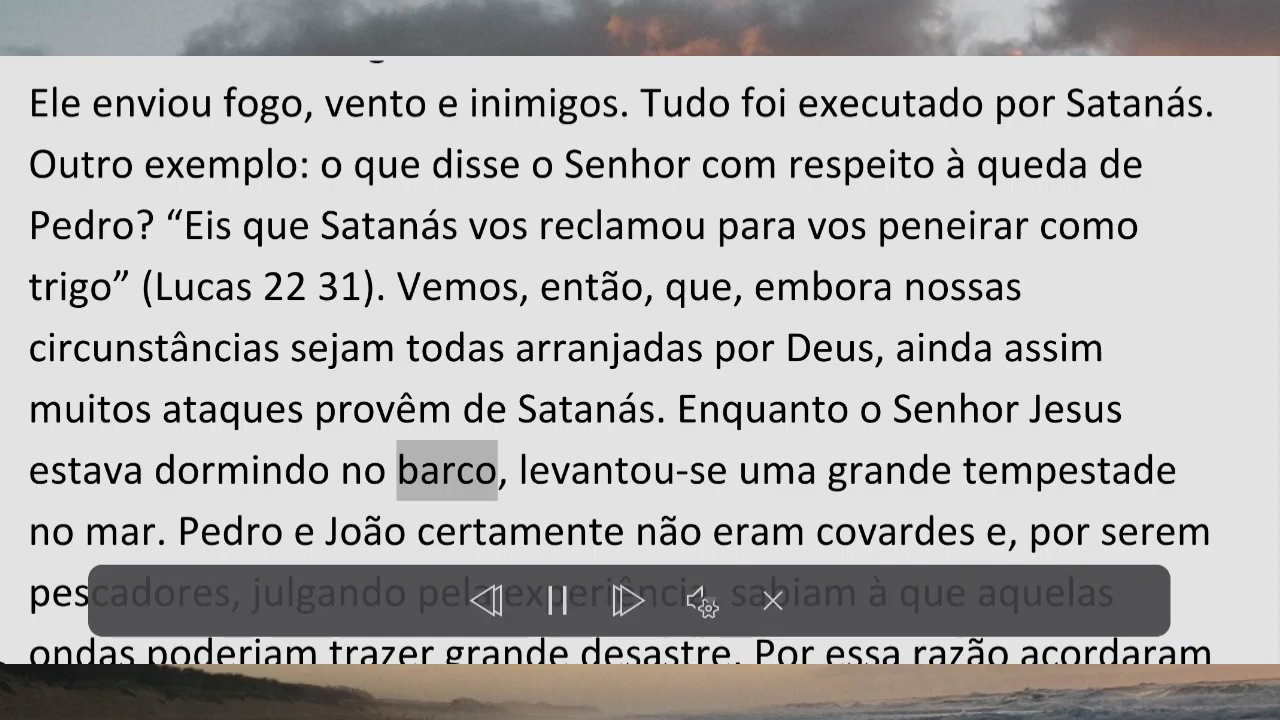 Ele enviou fogo, vento e inimigos. Tudo foi executado por Satanás.
Outro exemplo: o que disse o Senhor com respeito à queda de
Pedro? “Eis que Satanás vos reclamou para vos peneirar como
trigo” (Lucas 22 31). Vemos, então, que, embora nossas
circunstâncias sejam todas arranjadas por Deus, ainda assim
muitos ataques provêm de Satanás. Enquanto o Senhor Jesus
estava dormindo no barco, levantou-se uma grande tempestade
no mar. Pedro e João certamente não eram covardes e, por serem
pescadores, julgando pela experiência, sabiam à que aquelas
ondas poderiam trazer grande desastre. Por essa razão acordaram